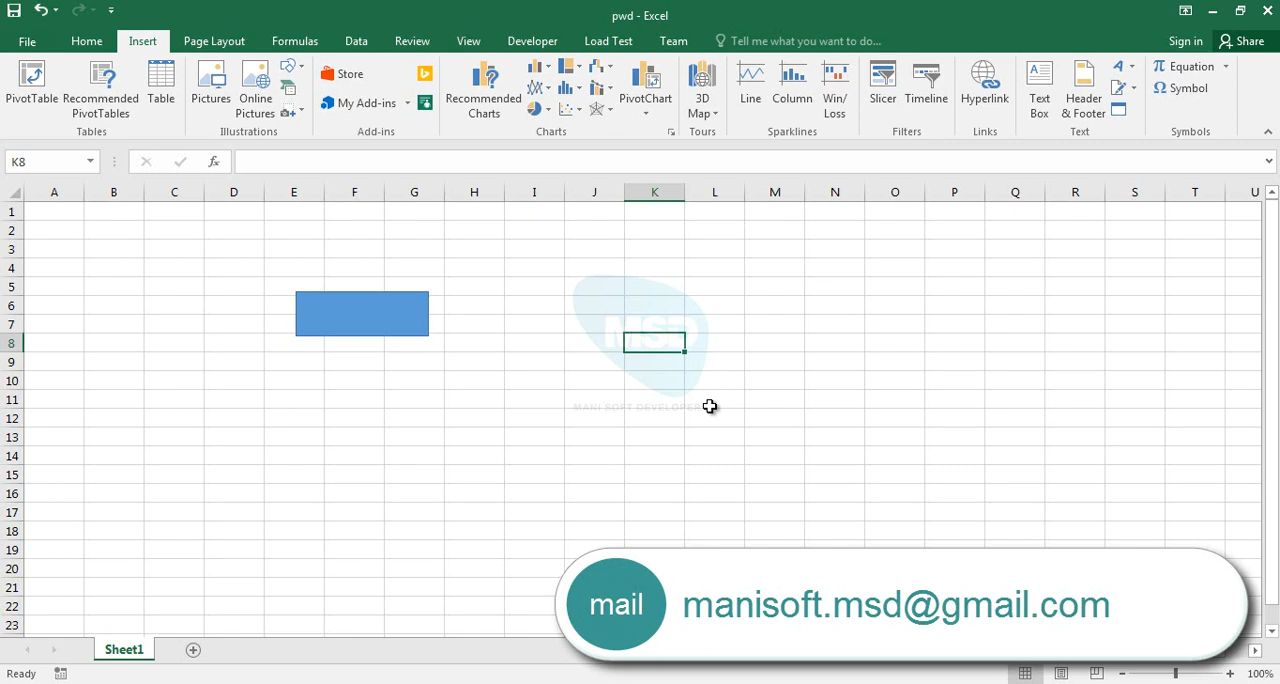 pwd - Excel
File Home Insert Page Layout Formulas Data Review View Developer Load Test Team Tell me what you want to do... Sign in Share
PivotTable
Recommended
PivotTables
Table
Tables
Pictures
Online
Pictures
Illustrations
Store
My Add-ins
Add-ins
Recommended
Charts
PivotChart
Charts
3D
Map
Tours
Line
Column
Win/
Loss
Sparklines
Slicer
Timeline
Filters
Hyperlink
Links
Text
Box
Header
& Footer
Text
Equation
Symbol
Symbols
K8
fx
A B C D E F G H I J K L M N O P Q R S T U
1
2
3
4
5
6
7
8
9
10
11
12
13
14
15
16
17
18
19
20
21
22
23
MSD
MANI SOFT DEVELOPER
mail manisoft.msd@gmail.com
Sheet1
Ready
100%